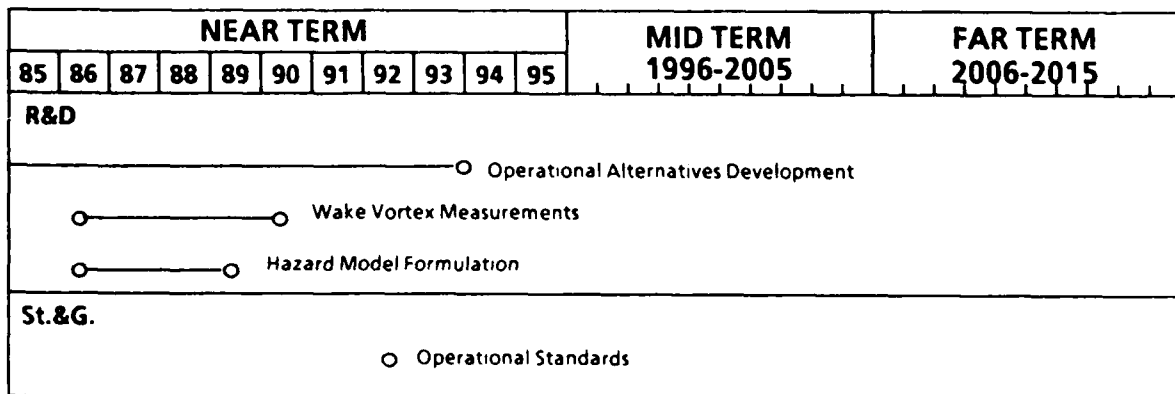 NEAR TERM
MID TERM
1996-2005
FAR TERM
2006-2015
85 86 87 88 89 90 91 92 93 94 95
R&D
Operational Alternatives Development
Wake Vortex Measurements
Hazard Model Formulation
St.&G.
Operational Standards